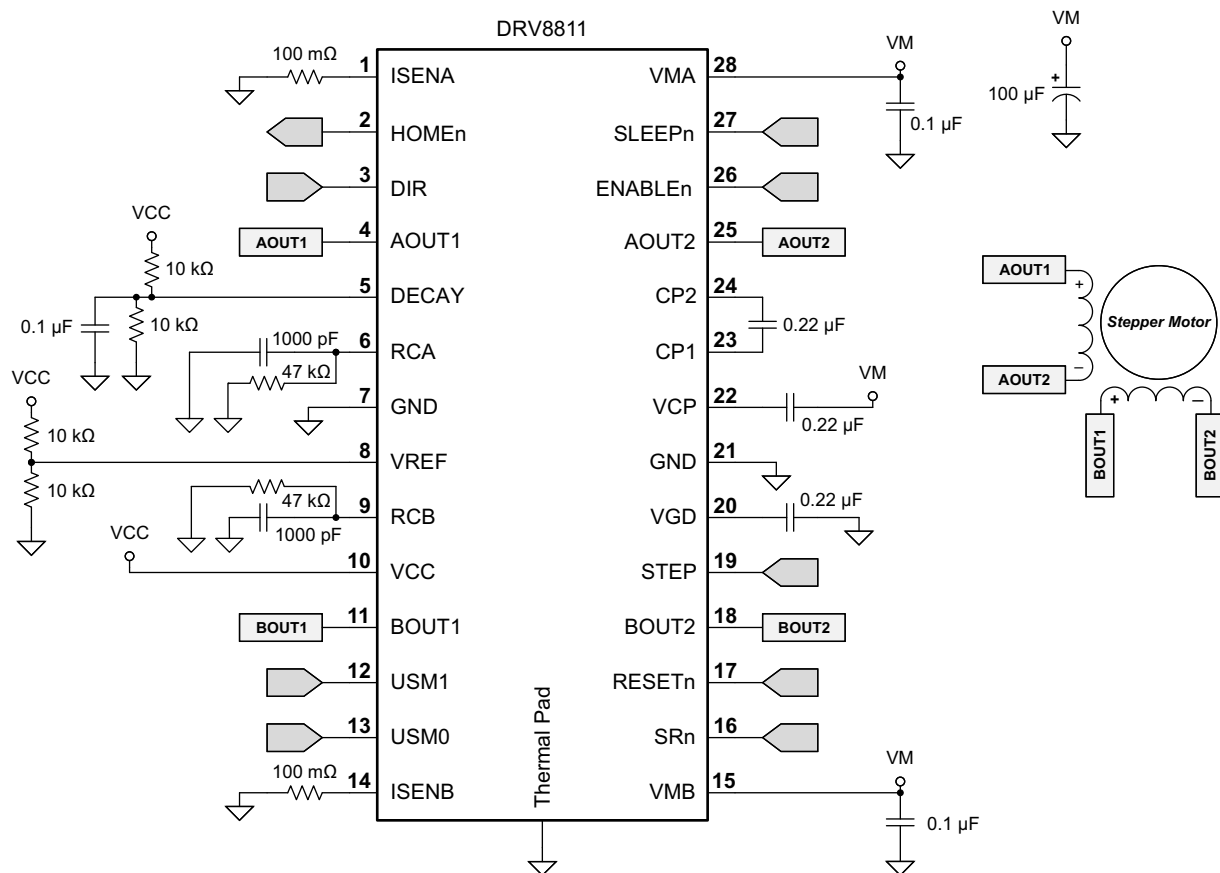 DRV8811
100 mΩ
1
ISENA
2
HOMEn
3
DIR
VCC
AOUT1
4
AOUT1
10 kΩ
5
DECAY
0.1 µF
10 kΩ
1000 pF
6
RCA
47 kΩ
VCC
7
GND
10 kΩ
8
VREF
10 kΩ
47 kΩ
9
RCB
1000 pF
VCC
10
VCC
BOUT1
11
BOUT1
12
USM1
13
USM0
100 mΩ
14
ISENB
Thermal Pad
28
VMA
VM
0.1 µF
27
SLEEPn
26
ENABLEn
25
AOUT2
AOUT2
24
CP2
0.22 µF
23
CP1
22
VCP
VM
0.22 µF
21
GND
20
VGD
0.22 µF
19
STEP
18
BOUT2
BOUT2
17
RESETn
16
SRn
15
VMB
VM
0.1 µF
VM
+
100 µF
AOUT1
+
Stepper Motor
AOUT2
–
+
–
BOUT1
BOUT2